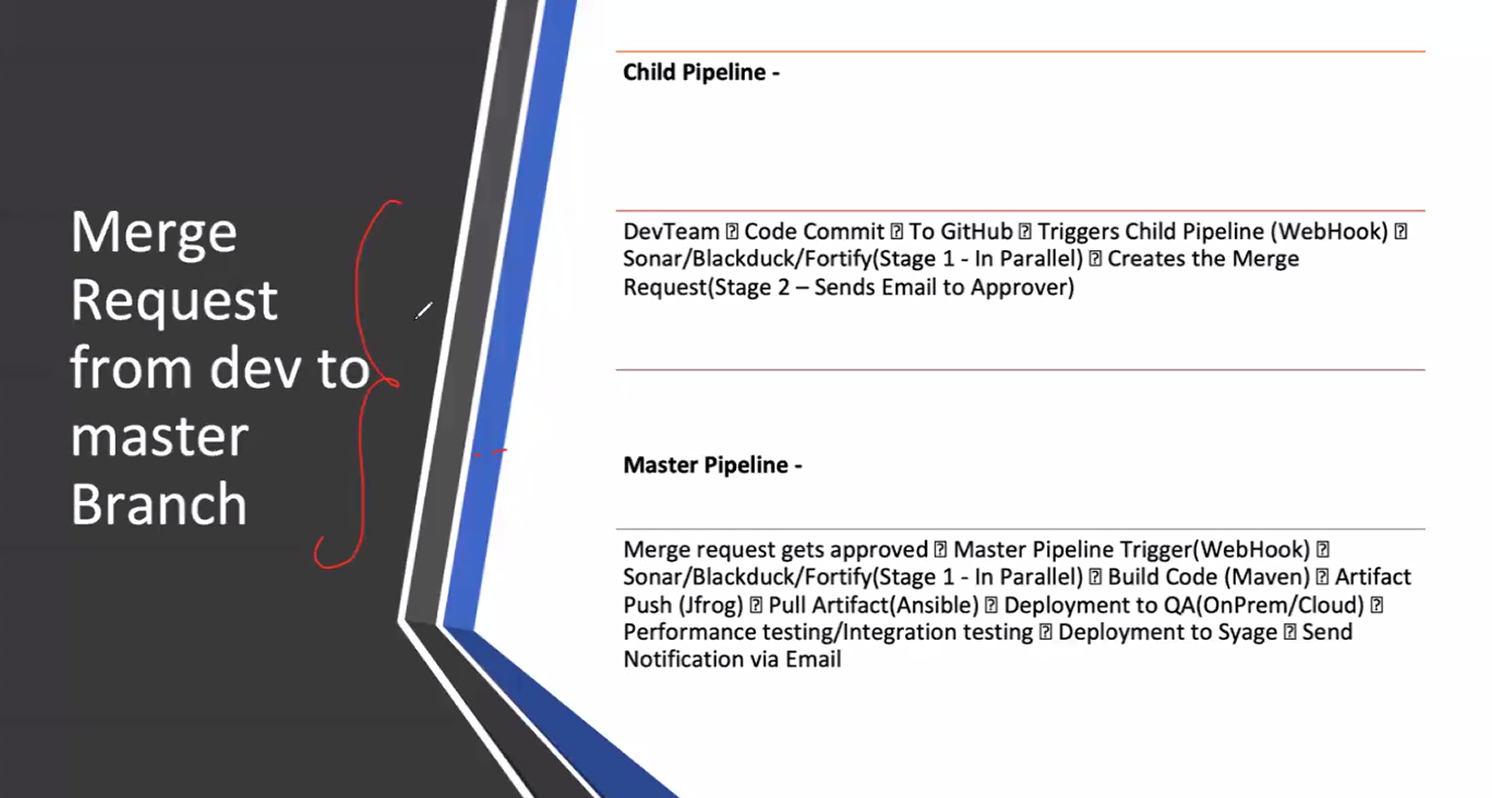 Merge
Request
from dev to
master
Branch
Child Pipeline -
DevTeam ⍰ Code Commit ⍰ To GitHub ⍰ Triggers Child Pipeline (WebHook) ⍰
Sonar/Blackduck/Fortify(Stage 1 - In Parallel) ⍰ Creates the Merge
Request(Stage 2 – Sends Email to Approver)
Master Pipeline -
Merge request gets approved ⍰ Master Pipeline Trigger(WebHook) ⍰
Sonar/Blackduck/Fortify(Stage 1 - In Parallel) ⍰ Build Code (Maven) ⍰ Artifact
Push (Jfrog) ⍰ Pull Artifact(Ansible) ⍰ Deployment to QA(OnPrem/Cloud) ⍰
Performance testing/Integration testing ⍰ Deployment to Syage ⍰ Send
Notification via Email